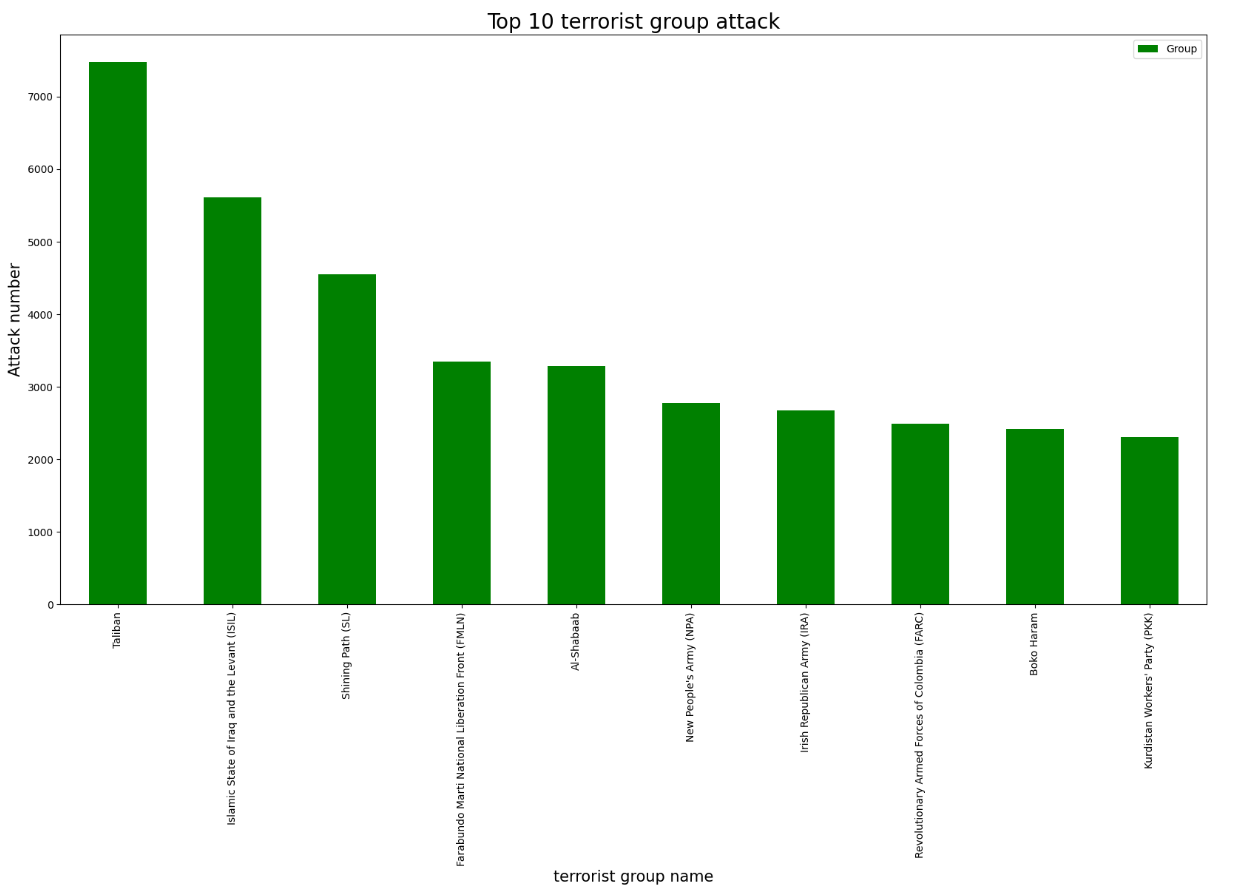 Top 10 terrorist group attack
Group
Attack number
7000
6000
5000
4000
3000
2000
1000
0
Taliban
Islamic State of Iraq and the Levant (ISIL)
Shining Path (SL)
Farabundo Marti National Liberation Front (FMLN)
Al-Shabaab
New People's Army (NPA)
Irish Republican Army (IRA)
Revolutionary Armed Forces of Colombia (FARC)
Boko Haram
Kurdistan Workers' Party (PKK)
terrorist group name